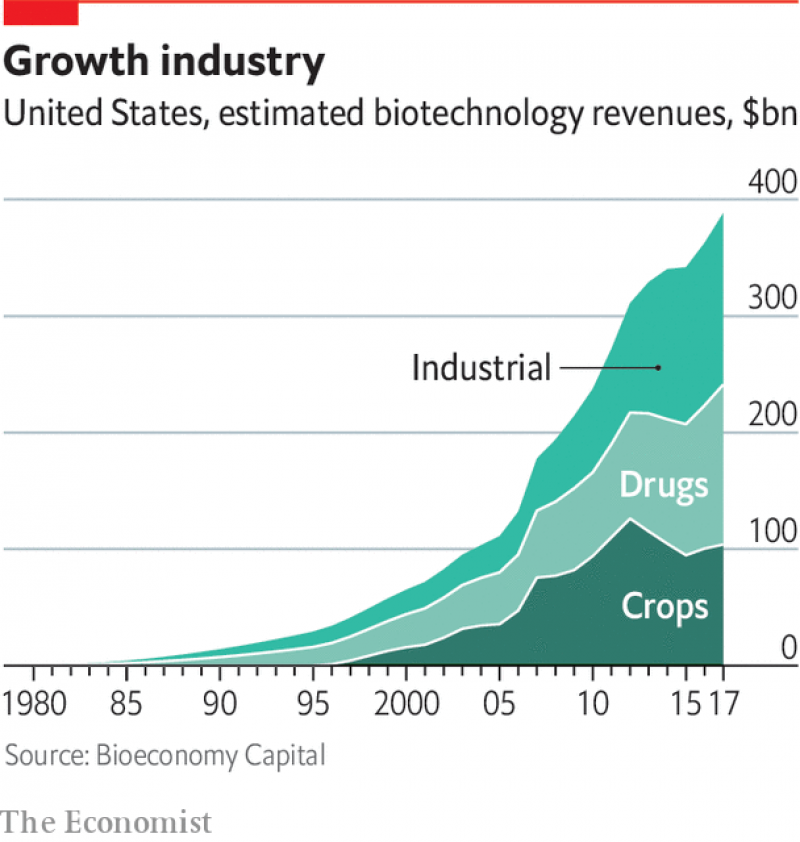 Growth industry
United States, estimated biotechnology revenues, $bn
400
300
Industrial
200
Drugs
100
Crops
0
1980 85 90 95 2000 05 10 15 17
Source: Bioeconomy Capital
The Economist